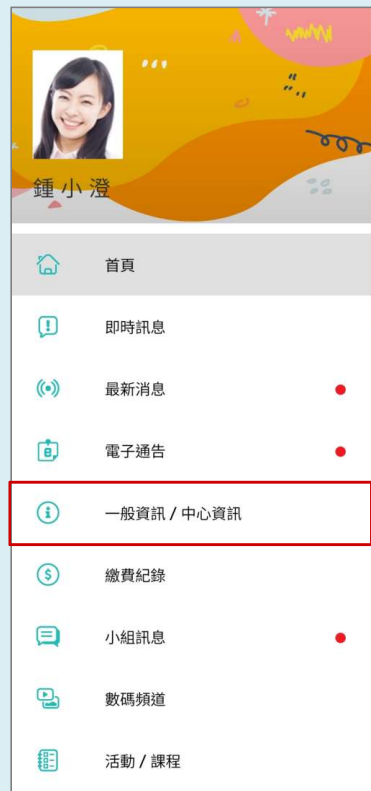 鍾小澄
首頁
即時訊息
最新消息
電子通告
一般資訊 / 中心資訊
繳費紀錄
小組訊息
數碼頻道
活動 / 課程